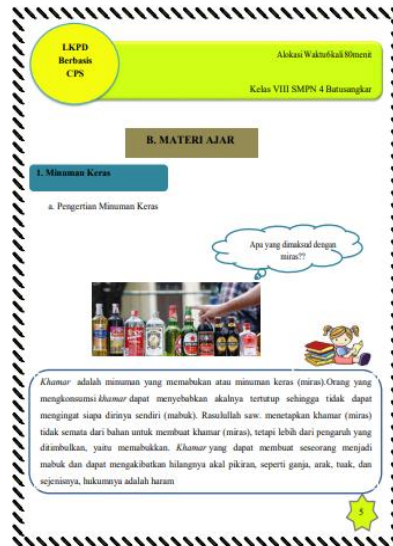 LKPD
Berbasis
CPS
Alokasi Waktu6kali80menit
Kelas VIII SMPN 4 Batusangkar
B. MATERI AJAR
1. Minuman Keras
a. Pengertian Minuman Keras
Apa yang dimaksud dengan
miras??
Khamar adalah minuman yang memabukan atau minuman keras (miras).Orang yang
mengkonsumsi khamar dapat menyebabkan akalnya tertutup sehingga tidak dapat
mengingat siapa dirinya sendiri (mabuk). Rasulullah saw. menetapkan khamar (miras)
tidak semata dari bahan untuk membuat khamar (miras), tetapi lebih dari pengaruh yang
ditimbulkan, yaitu memabukkan. Khamar yang dapat membuat seseorang menjadi
mabuk dan dapat mengakibatkan hilangnya akal pikiran, seperti ganja, arak, tuak, dan
sejenisnya, hukumnya adalah haram
5